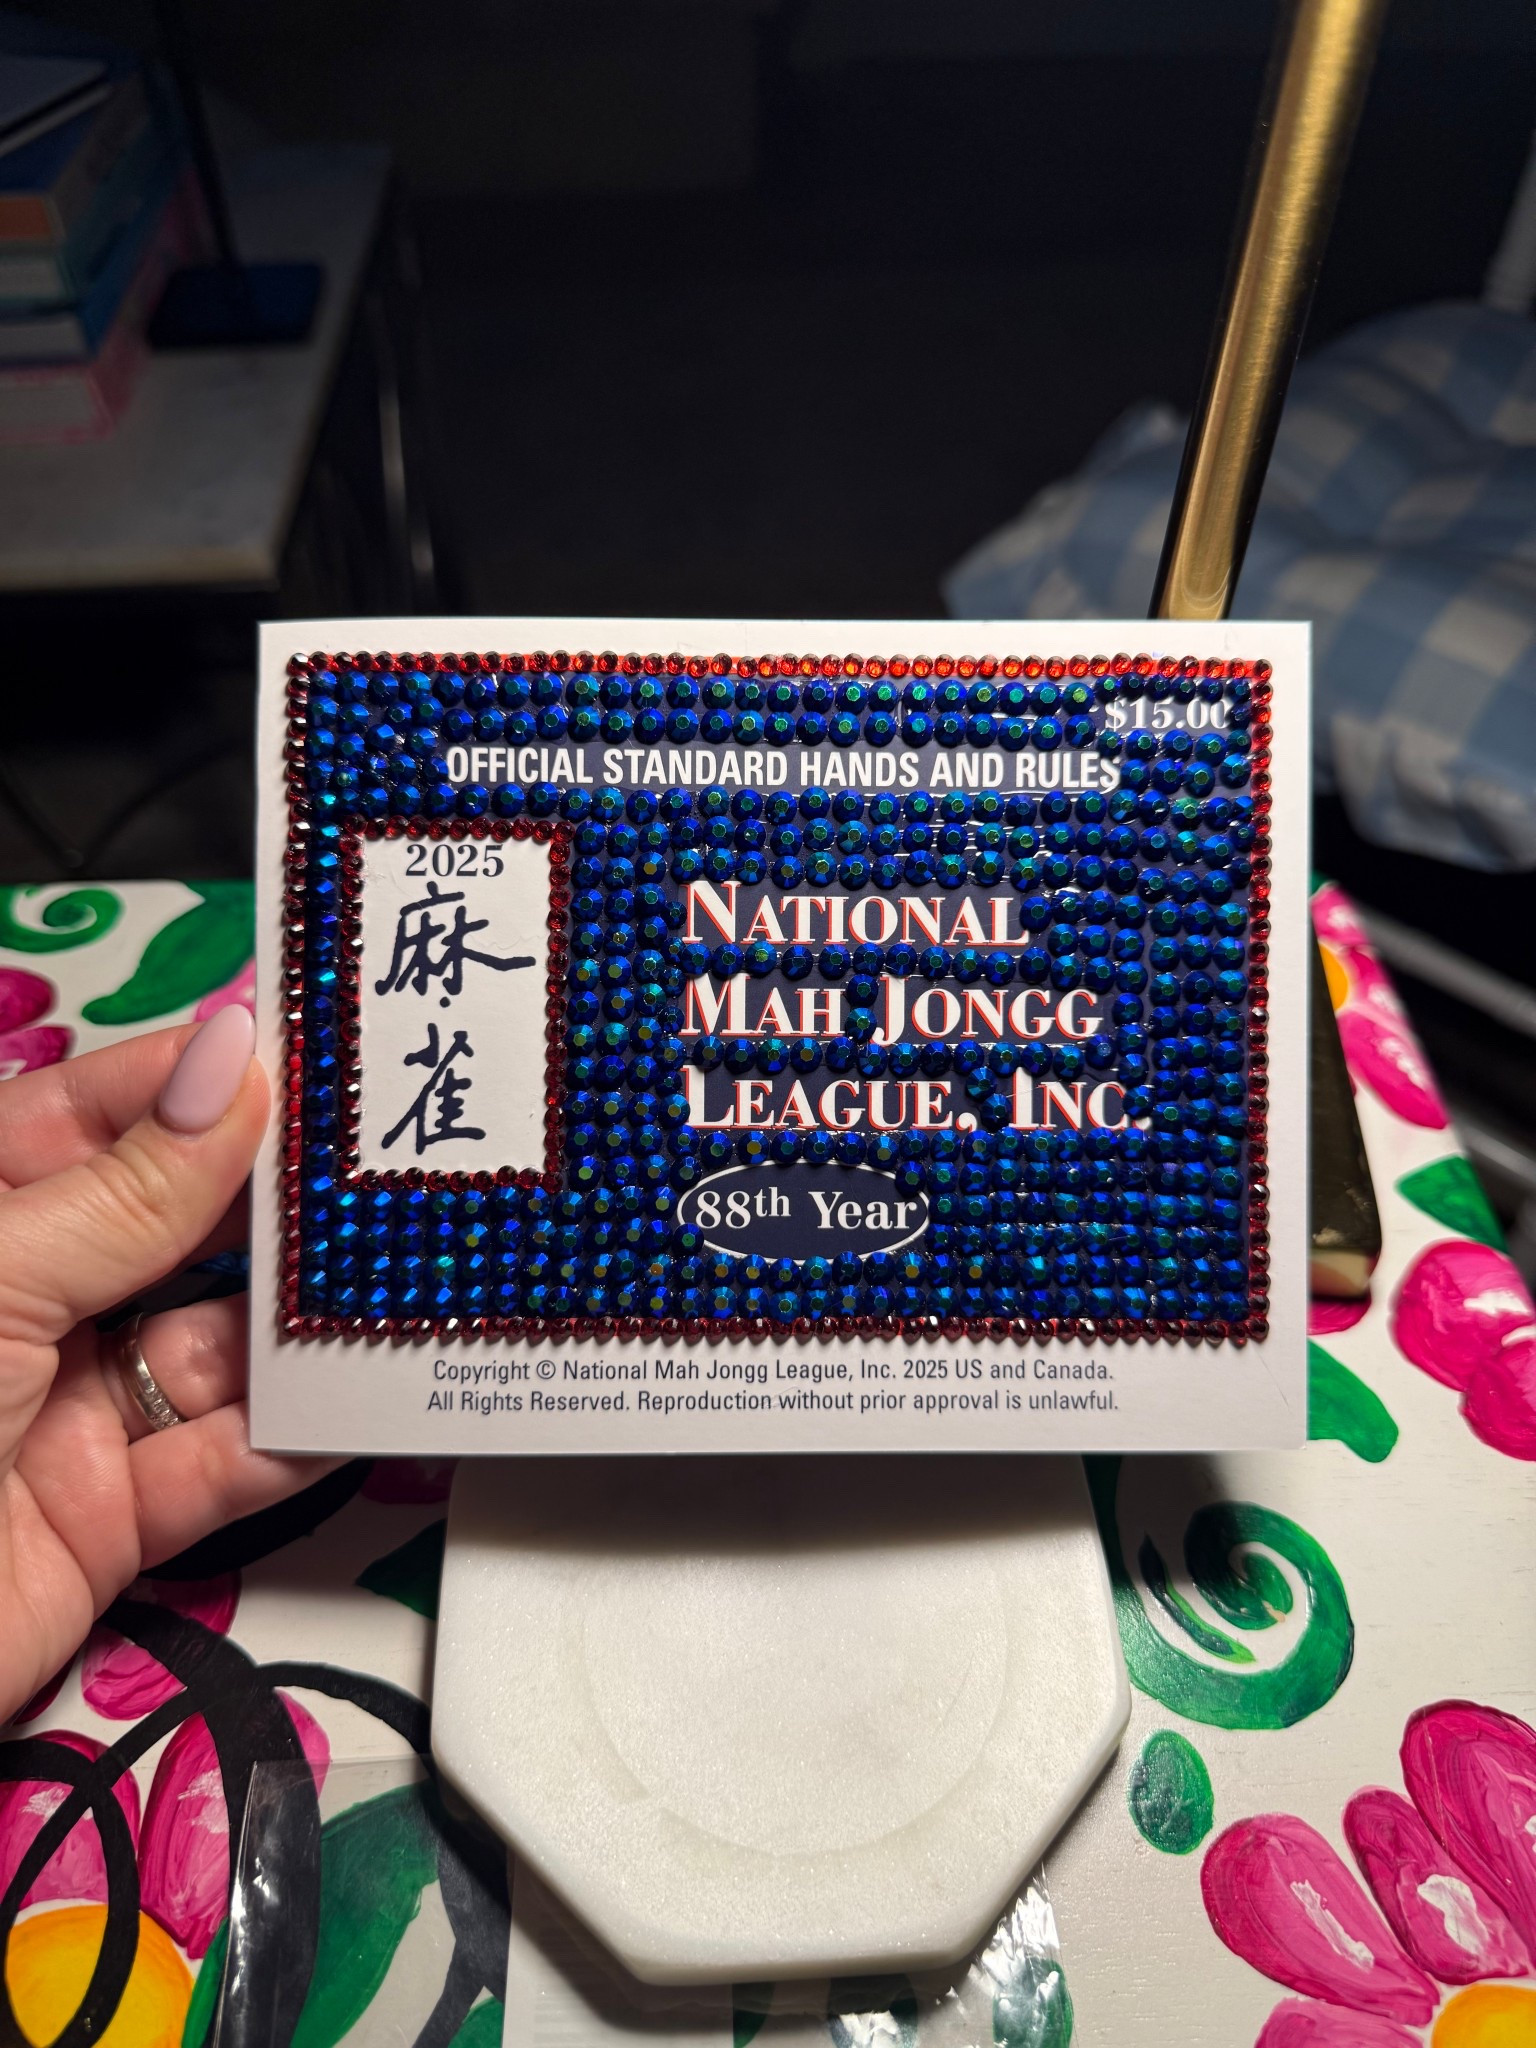 $15.00
OFFICIAL STANDARD HANDS AND RULES
2025
麻
雀
NATIONAL
MAH JONGG
LEAGUE, INC.
88th Year
Copyright © National Mah Jongg League, Inc. 2025 US and Canada.
All Rights Reserved. Reproduction without prior approval is unlawful.